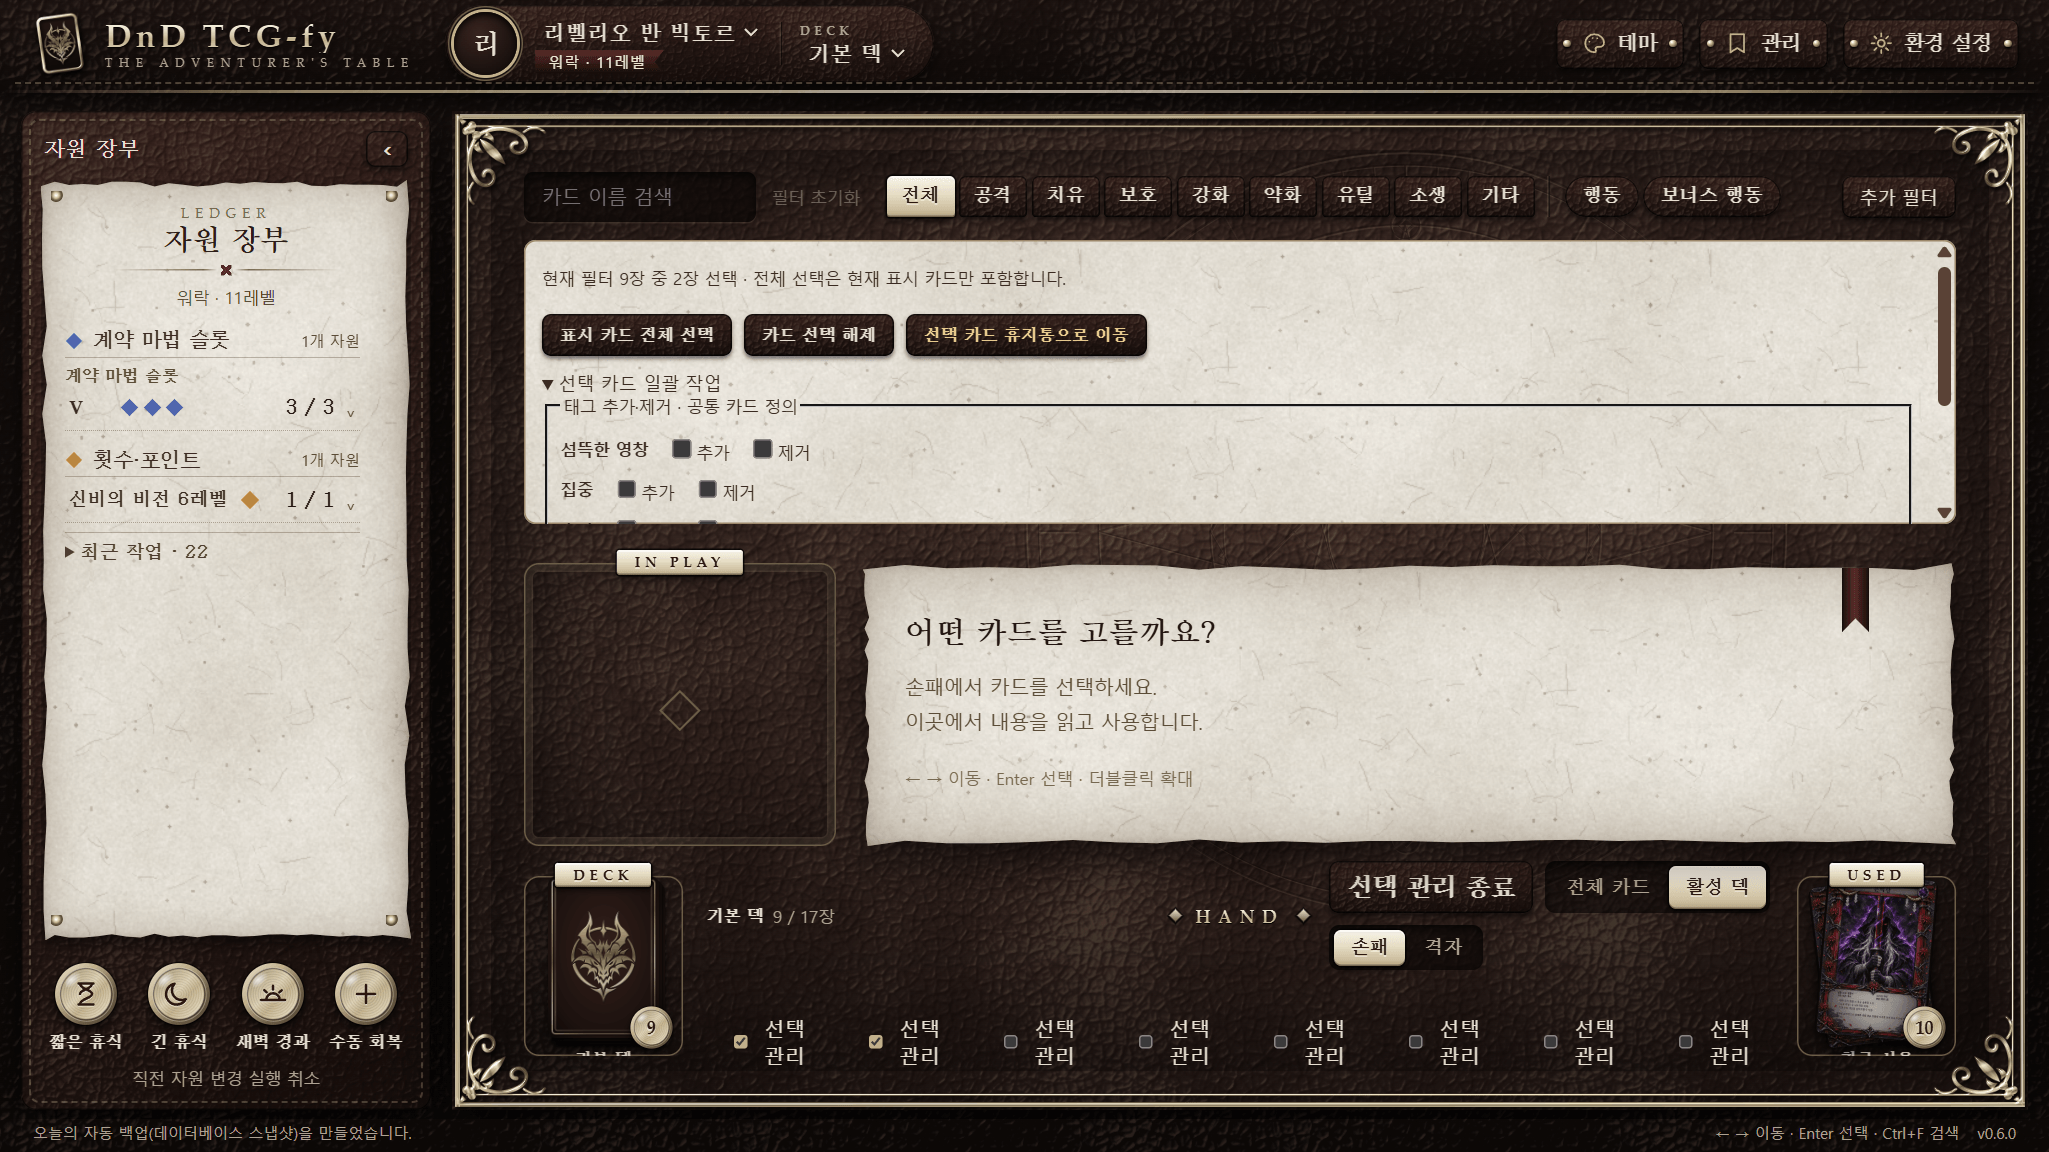 DnD TCG-fy
THE ADVENTURER'S TABLE
리
리벨리오 반 빅토르
워락 · 11레벨
DECK
기본 덱
테마
관리
환경 설정
자원 장부
LEDGER
자원 장부
워락 · 11레벨
계약 마법 슬롯 1개 자원
계약 마법 슬롯
V 3 / 3
횟수·포인트 1개 자원
신비의 비전 6레벨 1 / 1
최근 작업 · 22
짧은 휴식 긴 휴식 새벽 경과 수동 회복
직전 자원 변경 실행 취소
카드 이름 검색 필터 초기화 전체 공격 치유 보호 강화 약화 유틸 소생 기타 행동 보너스 행동 추가 필터
현재 필터 9장 중 2장 선택 · 전체 선택은 현재 표시 카드만 포함합니다.
표시 카드 전체 선택 카드 선택 해제 선택 카드 휴지통으로 이동
선택 카드 일괄 작업
태그 추가·제거 · 공통 카드 정의
섬뜩한 영창 추가 제거
집중 추가 제거
IN PLAY
어떤 카드를 고를까요?
손패에서 카드를 선택하세요.
이곳에서 내용을 읽고 사용합니다.
← → 이동 · Enter 선택 · 더블클릭 확대
DECK
9
기본 덱 9 / 17장
HAND
선택 관리 종료 전체 카드 활성 덱
손패 격자
USED
10
선택 관리
선택 관리
선택 관리
선택 관리
선택 관리
선택 관리
선택 관리
선택 관리
오늘의 자동 백업(데이터베이스 스냅샷)을 만들었습니다.
← → 이동 · Enter 선택 · Ctrl+F 검색 v0.6.0